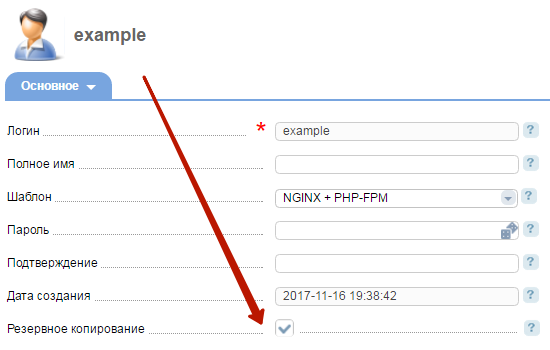 example
Основное
Логин * example ?
Полное имя ?
Шаблон NGINX + PHP-FPM ?
Пароль ?
Подтверждение ?
Дата создания 2017-11-16 19:38:42 ?
Резервное копирование ?